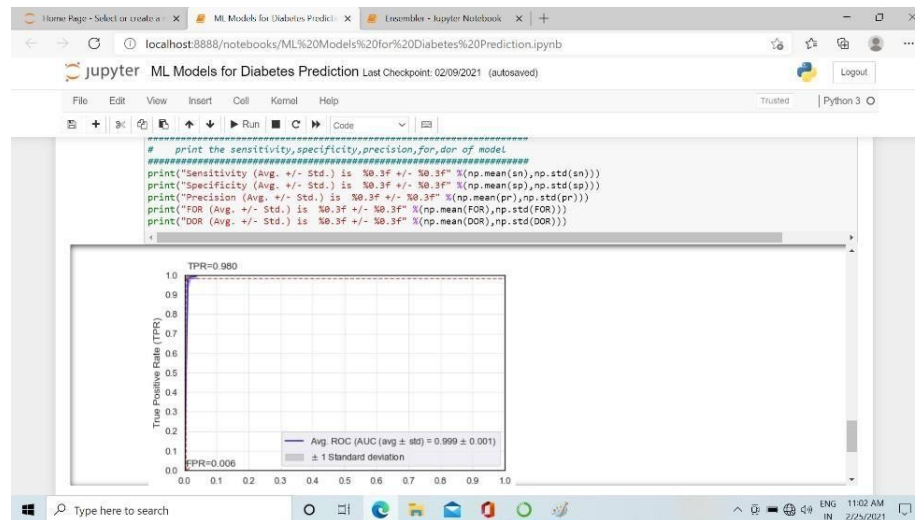 Home Page - Select or create a n
ML Models for Diabetes Predicti
Ensembler - Jupyter Notebook
localhost:8888/notebooks/ML%20Models%20for%20Diabetes%20Prediction.ipynb
jupyter ML Models for Diabetes Prediction Last Checkpoint: 02/09/2021 (autosaved)
Logout
File Edit View Insert Cell Kernel Help
Trusted
Python 3
Run
Code
#################################################################
# print the sensitivity,specificity,precision,for,dor of model
#################################################################
print("Sensitivity (Avg. +/- Std.) is %0.3f +/- %0.3f" %(np.mean(sn),np.std(sn)))
print("Specificity (Avg. +/- Std.) is %0.3f +/- %0.3f" %(np.mean(sp),np.std(sp)))
print("Precision (Avg. +/- Std.) is %0.3f +/- %0.3f" %(np.mean(pr),np.std(pr)))
print("FOR (Avg. +/- Std.) is %0.3f +/- %0.3f" %(np.mean(FOR),np.std(FOR)))
print("DOR (Avg. +/- Std.) is %0.3f +/- %0.3f" %(np.mean(DOR),np.std(DOR)))
TPR=0.980
True Positive Rate (TPR)
1.0
0.9
0.8
0.7
0.6
0.5
0.4
0.3
0.2
0.1
0.0
Avg. ROC (AUC (avg ± std) = 0.999 ± 0.001)
± 1 Standard deviation
FPR=0.006
0.0 0.1 0.2 0.3 0.4 0.5 0.6 0.7 0.8 0.9 1.0
Type here to search
ENG
IN
11:02 AM
2/25/2021